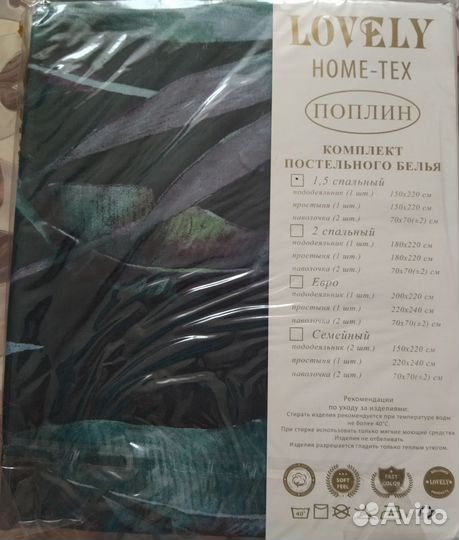 LOVELY
HOME-TEX
ПОПЛИН
КОМПЛЕКТ
ПОСТЕЛЬНОГО БЕЛЬЯ
1,5 спальный
пододеяльник (1 шт.) 150x220 см
простыня (1 шт.) 150x220 см
наволочка (2 шт.) 70x70(±2) см
2 спальный
пододеяльник (1 шт.) 180x220 см
простыня (1 шт.) 180x220 см
наволочка (2 шт.) 70x70(±2) см
Евро
пододеяльник (1 шт.) 200x220 см
простыня (1 шт.) 220x240 см
наволочка (2 шт.) 70x70(±2) см
Семейный
пододеяльник (2 шт.) 150x220 см
простыня (1 шт.) 220x240 см
наволочка (2 шт.) 70x70(±2) см
Рекомендации
по уходу за изделиями:
Стирать изделия рекомендуется при температуре воды
не более 40°С.
При стирке использовать только мягкие моющие средства
Изделия не отбеливать
Изделия разрешается гладить только теплым утюгом.
SOFT FEEL
FAST COLOR
LOVELY
40°
Avito